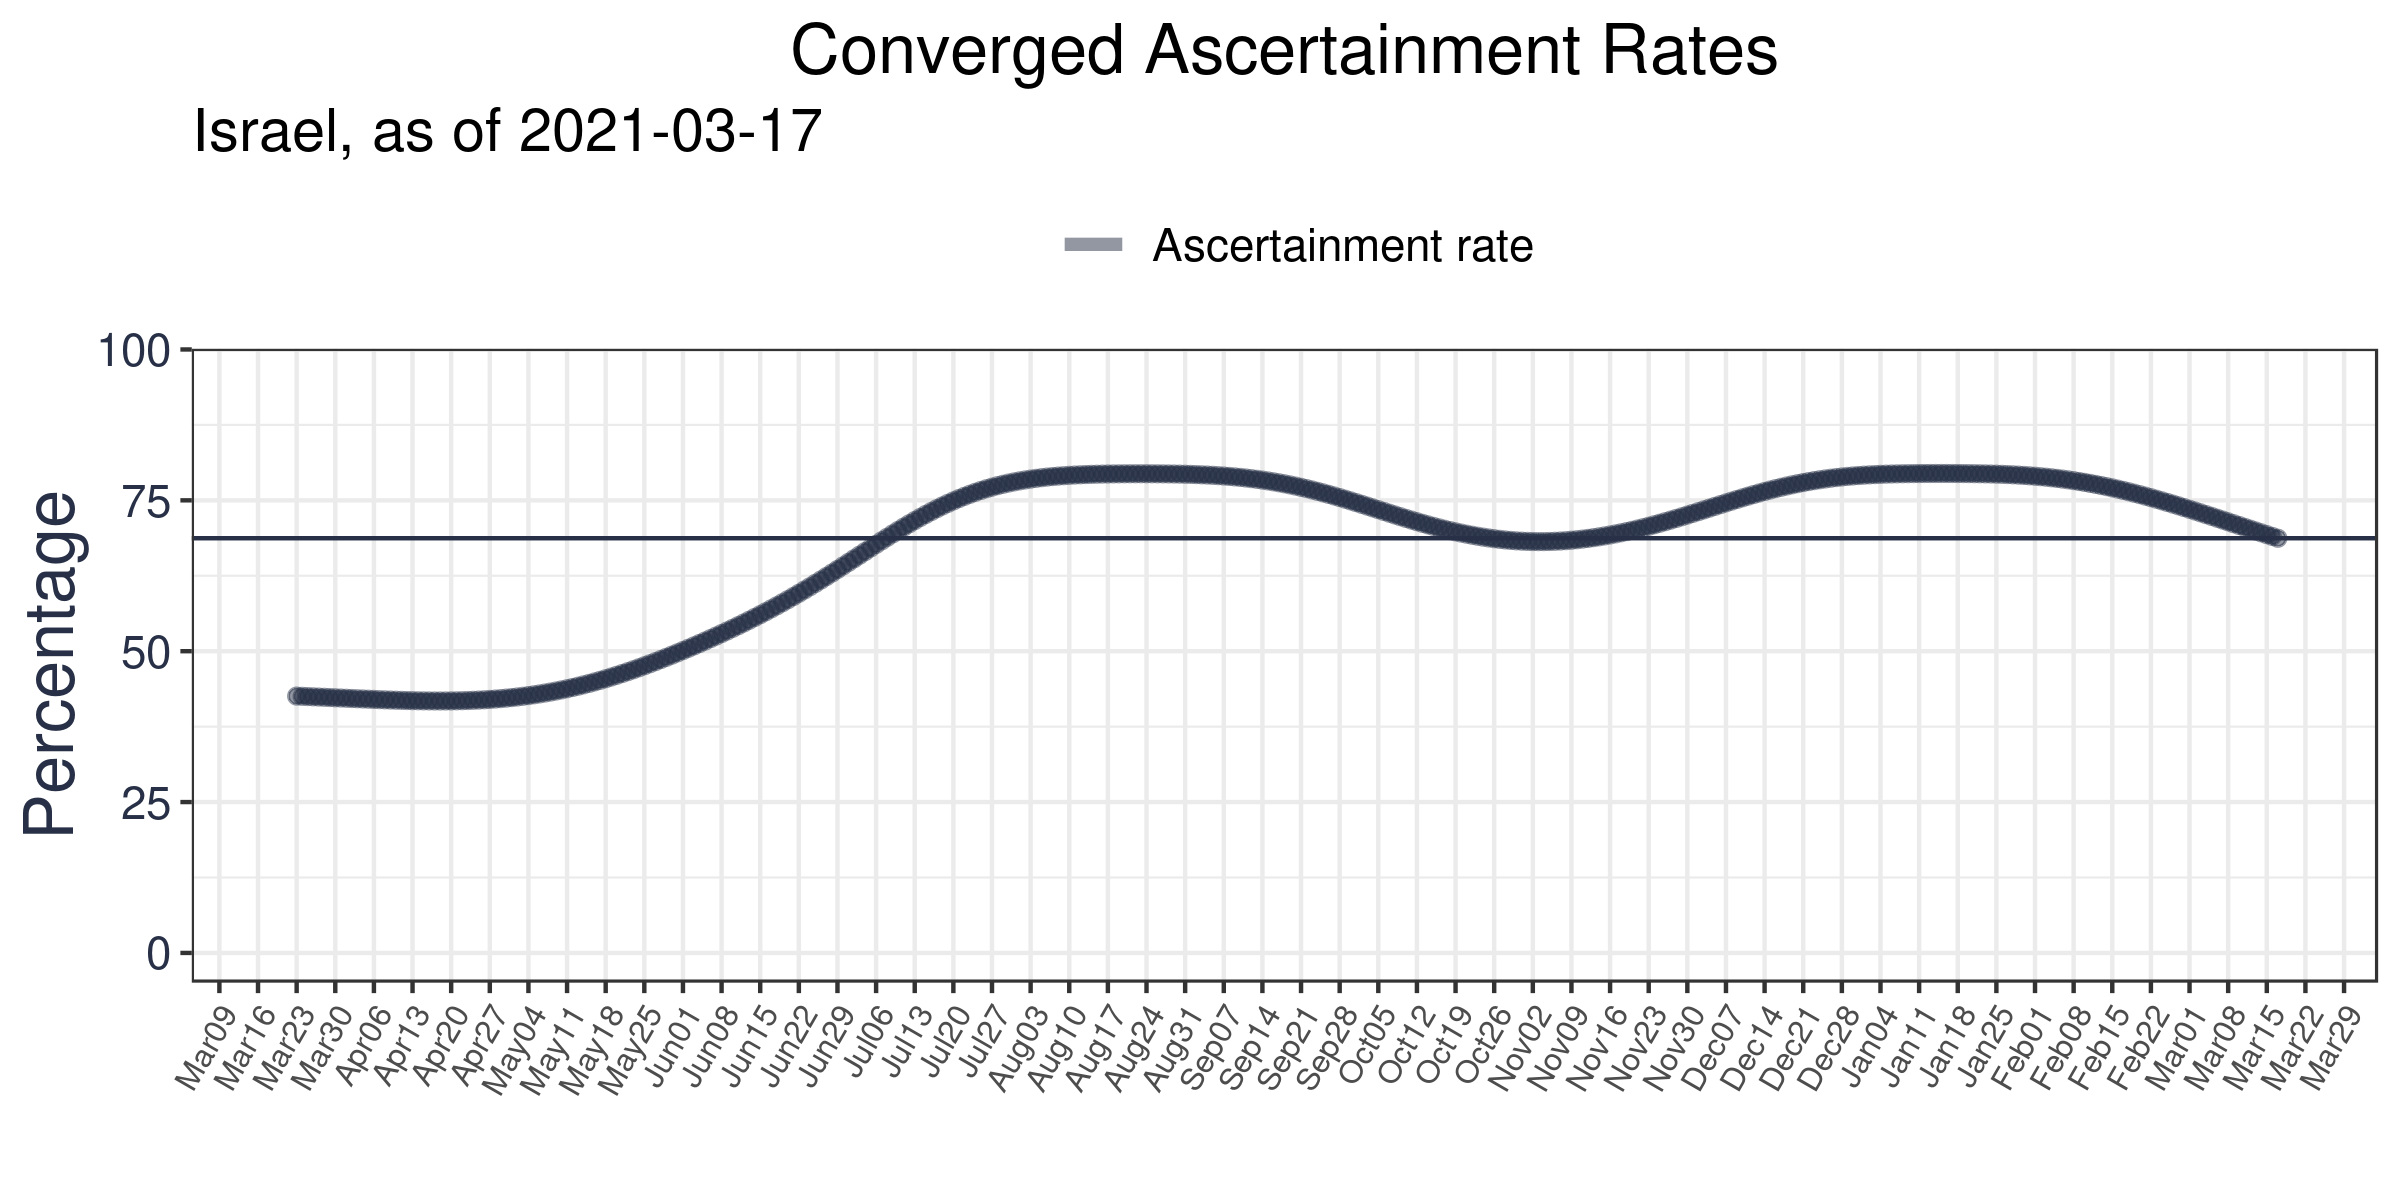 Converged Ascertainment Rates
Israel, as of 2021-03-17
Ascertainment rate
Percentage
100
75
50
25
0
Mar09
Mar16
Mar23
Mar30
Apr06
Apr13
Apr20
Apr27
May04
May11
May18
May25
Jun01
Jun08
Jun15
Jun22
Jun29
Jul06
Jul13
Jul20
Jul27
Aug03
Aug10
Aug17
Aug24
Aug31
Sep07
Sep14
Sep21
Sep28
Oct05
Oct12
Oct19
Oct26
Nov02
Nov09
Nov16
Nov23
Nov30
Dec07
Dec14
Dec21
Dec28
Jan04
Jan11
Jan18
Jan25
Feb01
Feb08
Feb15
Feb22
Mar01
Mar08
Mar15
Mar22
Mar29